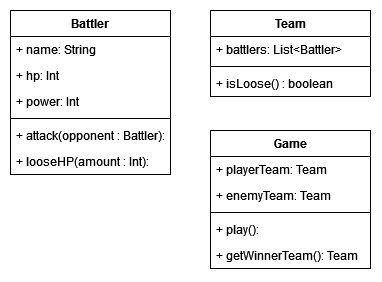 Battler
+ name: String
+ hp: Int
+ power: Int
+ attack(opponent : Battler):
+ looseHP(amount : Int):
Team
+ battlers: List<Battler>
+ isLoose() : boolean
Game
+ playerTeam: Team
+ enemyTeam: Team
+ play():
+ getWinnerTeam(): Team